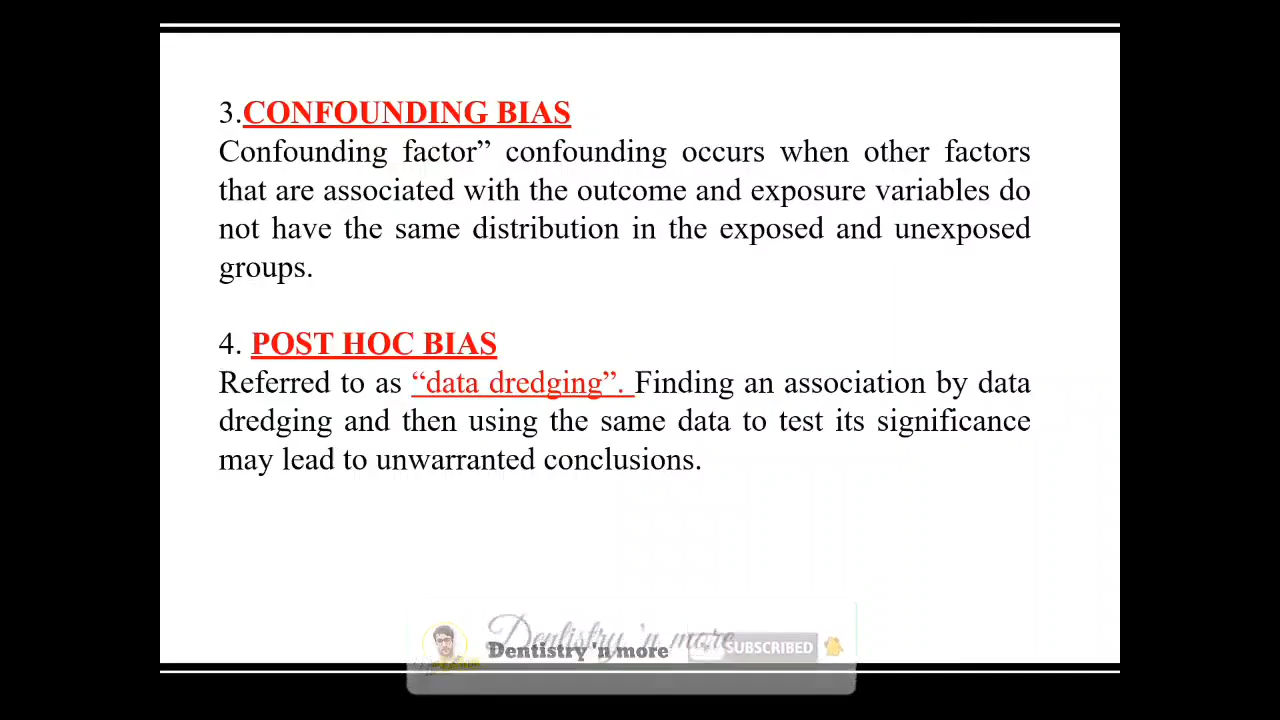 3.CONFOUNDING BIAS
Confounding factor” confounding occurs when other factors
that are associated with the outcome and exposure variables do
not have the same distribution in the exposed and unexposed
groups.
4. POST HOC BIAS
Referred to as “data dredging”. Finding an association by data
dredging and then using the same data to test its significance
may lead to unwarranted conclusions.
Dentistry 'n more
Dentistry 'n more
SUBSCRIBED